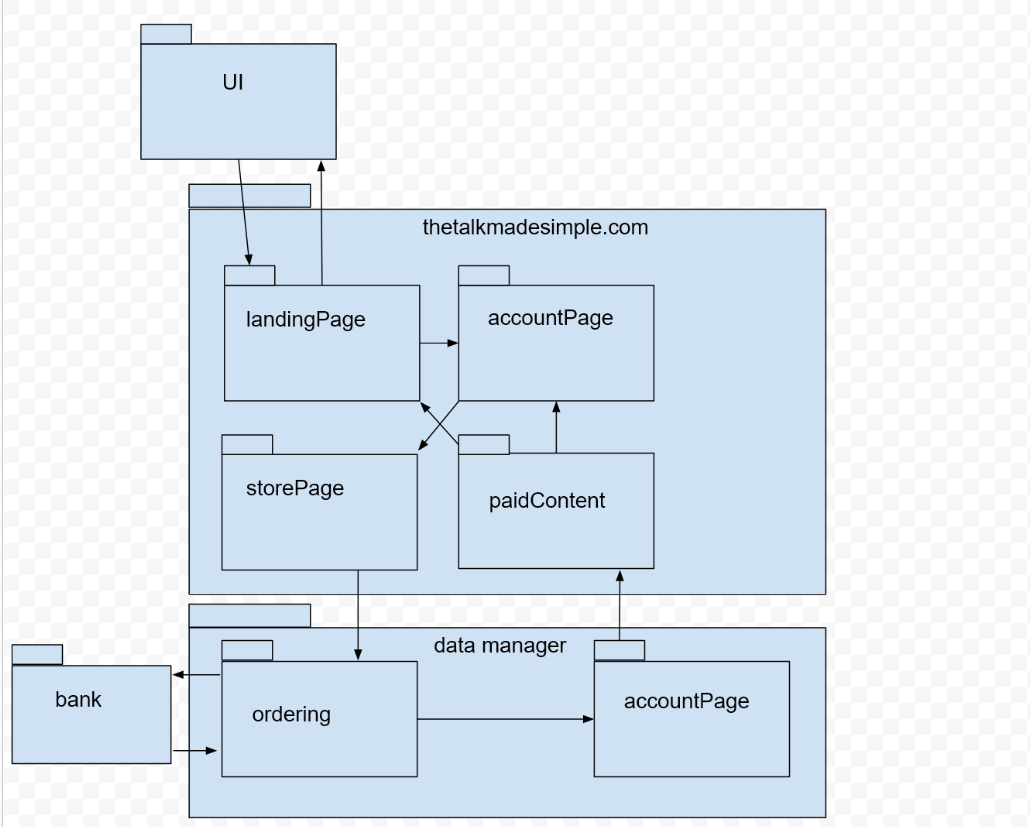 UI
thetalkmadesimple.com
landingPage
accountPage
storePage
paidContent
data manager
bank
ordering
accountPage